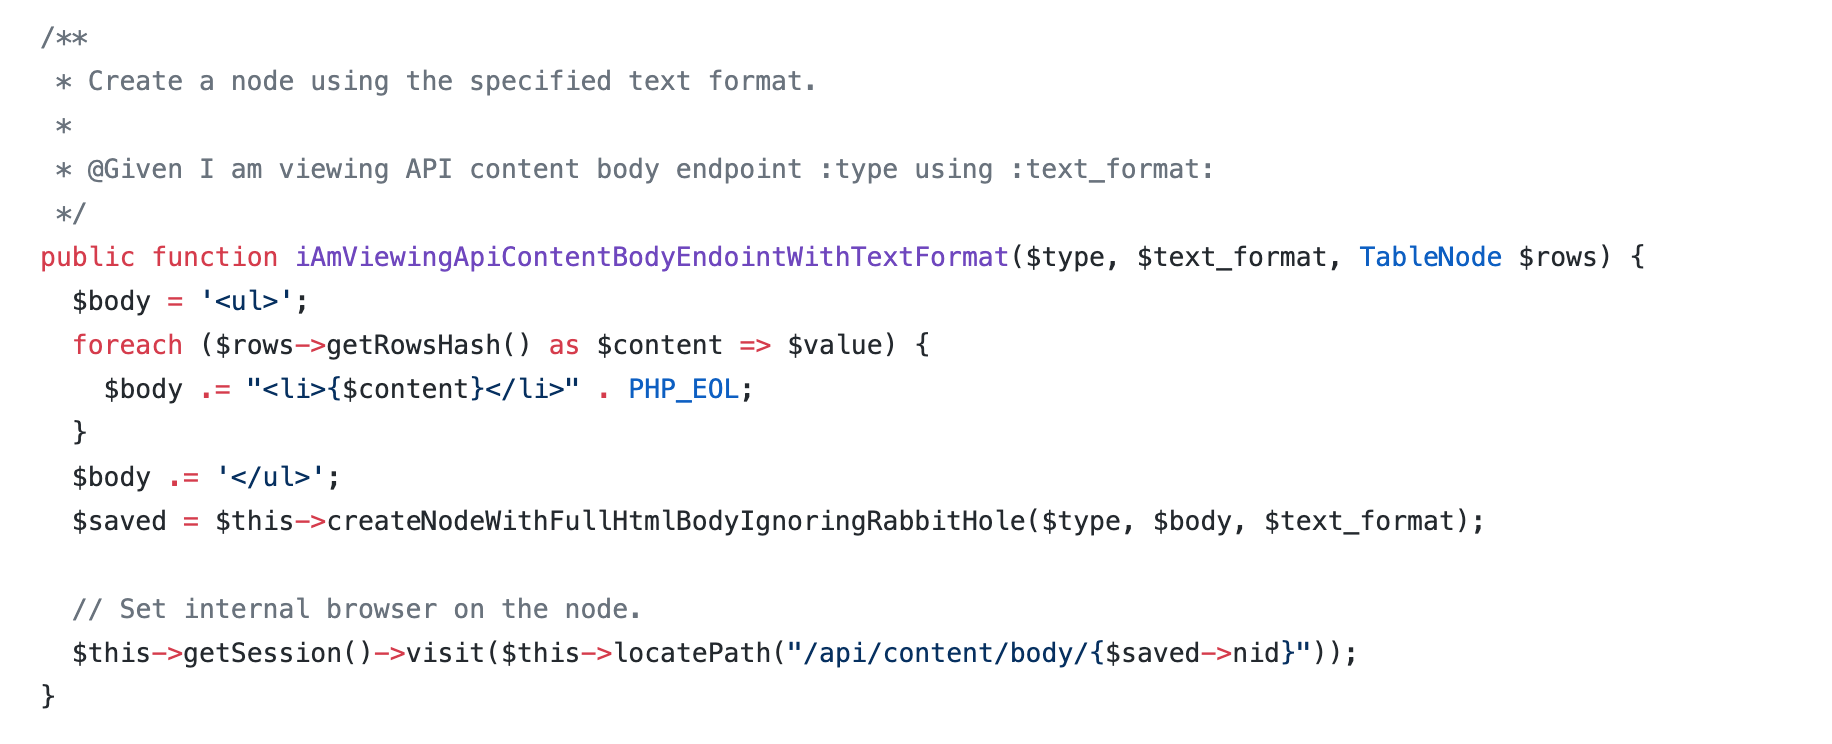 /**
 * Create a node using the specified text format.
 *
 * @Given I am viewing API content body endpoint :type using :text_format:
 */
public function iAmViewingApiContentBodyEndointWithTextFormat($type, $text_format, TableNode $rows) {
  $body = '<ul>';
  foreach ($rows->getRowsHash() as $content => $value) {
    $body .= "<li>{$content}</li>" . PHP_EOL;
  }
  $body .= '</ul>';
  $saved = $this->createNodeWithFullHtmlBodyIgnoringRabbitHole($type, $body, $text_format);

  // Set internal browser on the node.
  $this->getSession()->visit($this->locatePath("/api/content/body/{$saved->nid}"));
}